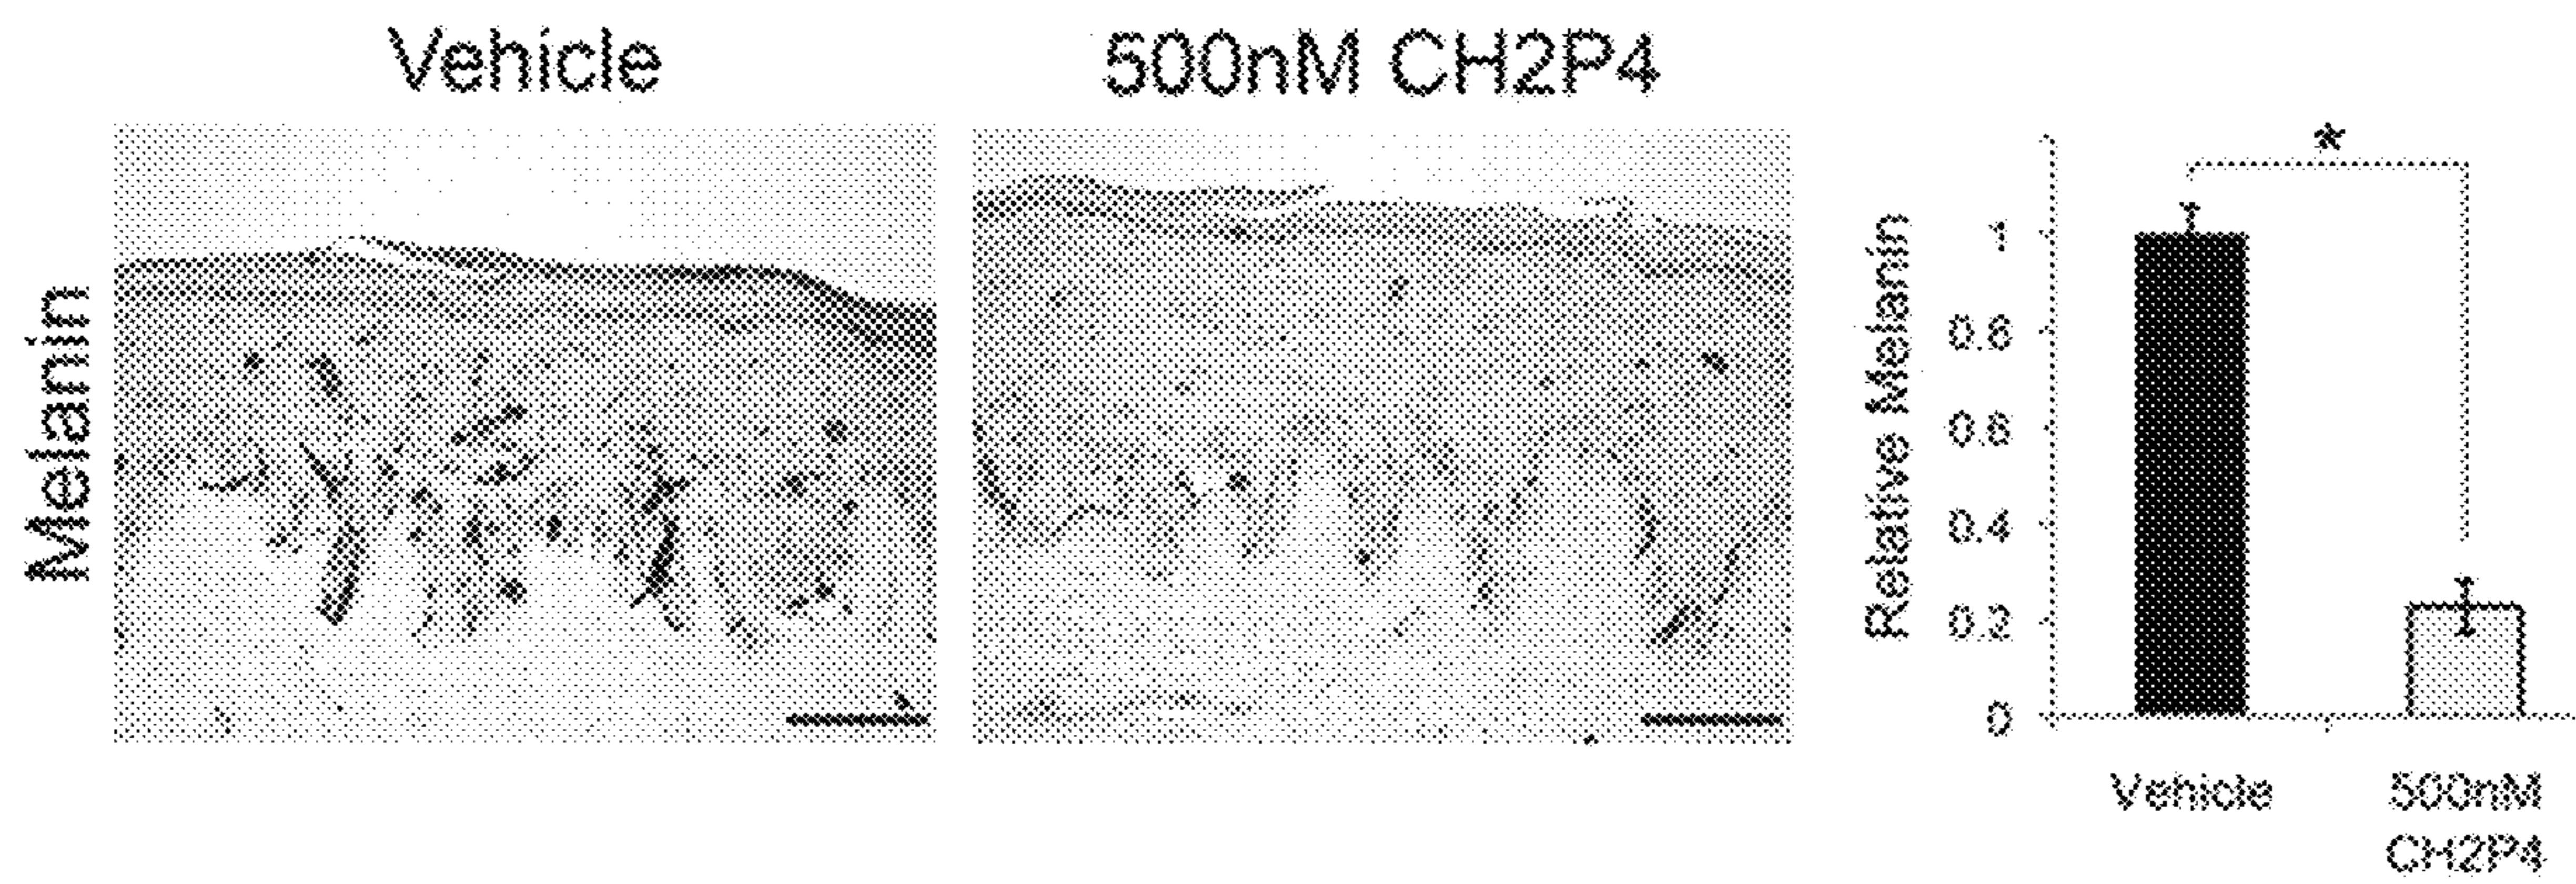 Vehicle
500nM CH2P4
Melanin
*
Relative Melanin
1
0.8
0.6
0.4
0.2
0
Vehicle
500nM
CH2P4